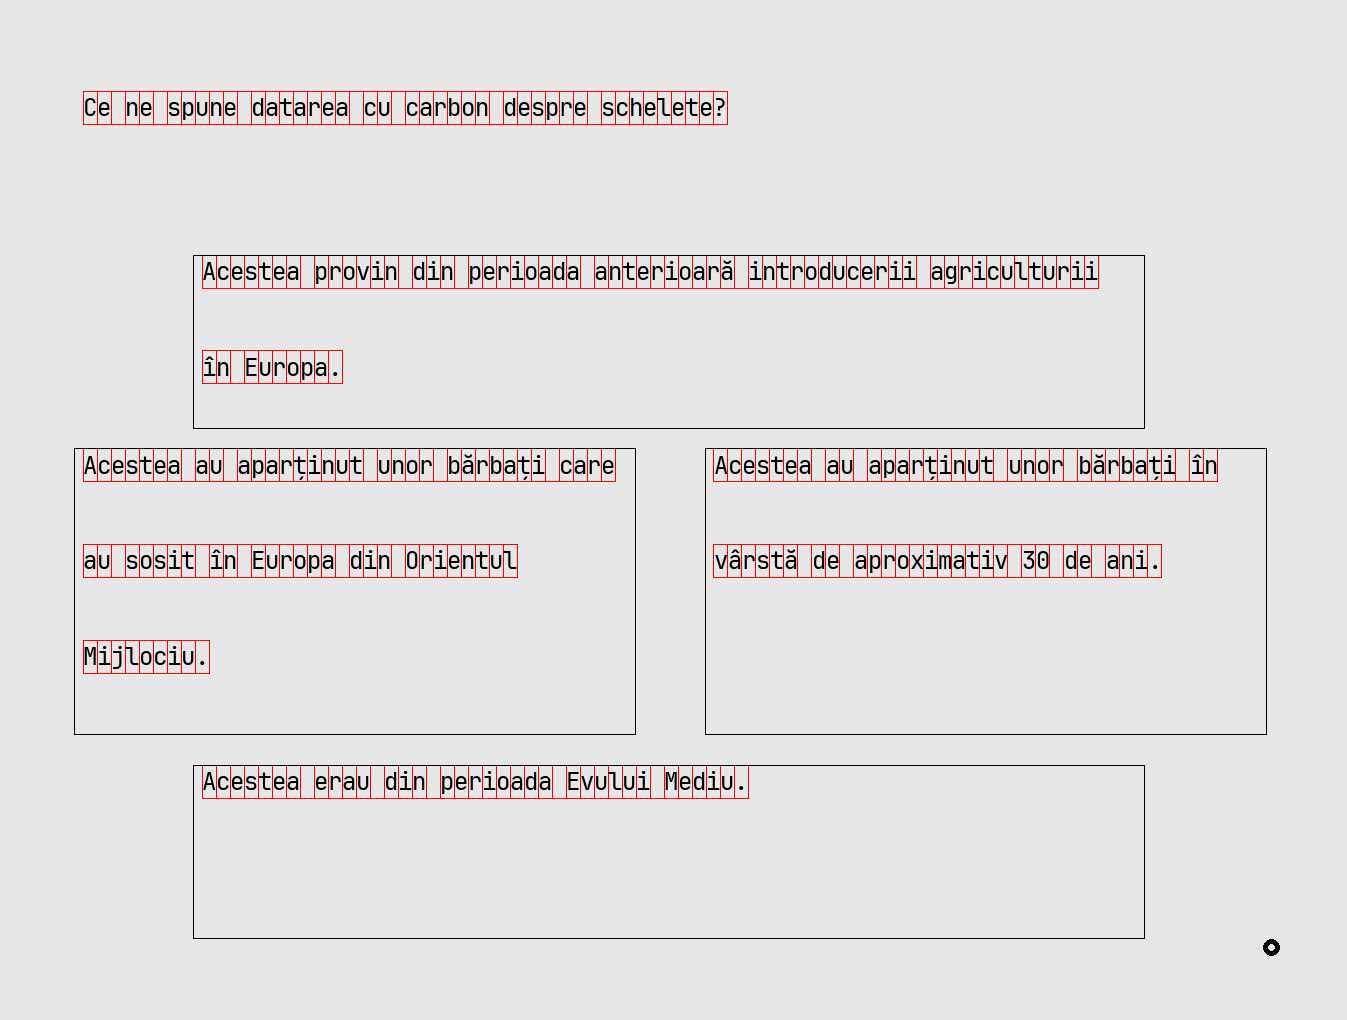 Ce ne spune datarea cu carbon despre schelete?
Acestea provin din perioada anterioară introducerii agriculturii
în Europa.
Acestea au aparținut unor bărbați care
au sosit în Europa din Orientul
Mijlociu.
Acestea au aparținut unor bărbați în
vârstă de aproximativ 30 de ani.
Acestea erau din perioada Evului Mediu.